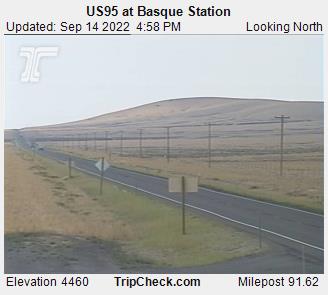 US95 at Basque Station
Updated: Sep 14 2022 4:58 PM Looking North
Elevation 4460 TripCheck.com Milepost 91.62